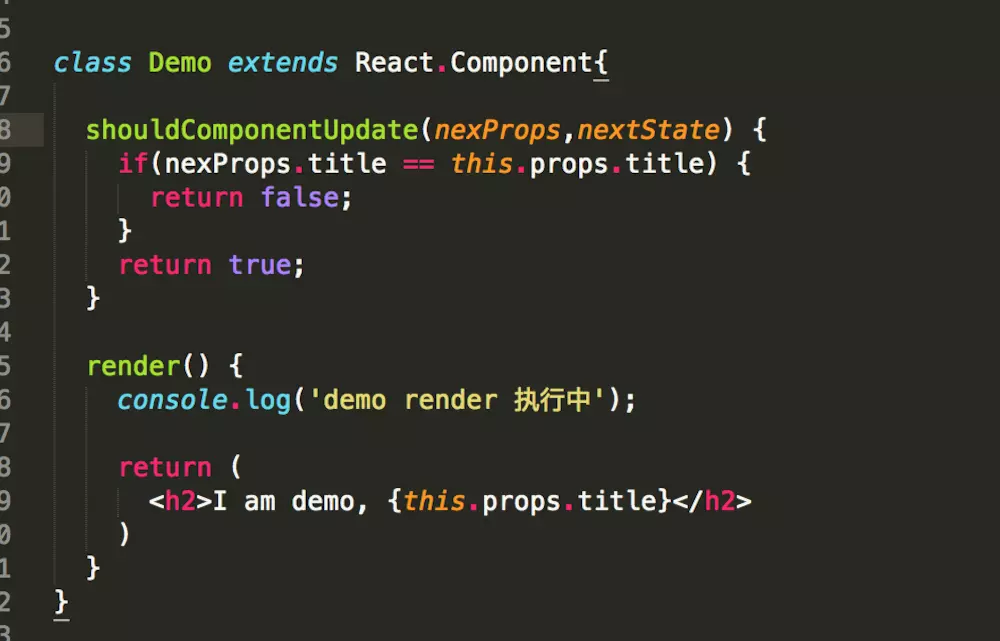 5
6 class Demo extends React.Component{
7
8 shouldComponentUpdate(nexProps,nextState) {
9 if(nexProps.title == this.props.title) {
0 return false;
1 }
2 return true;
3 }
4
5 render() {
6 console.log('demo render 执行中');
7
8 return (
9 <h2>I am demo, {this.props.title}</h2>
0 )
1 }
2 }
3